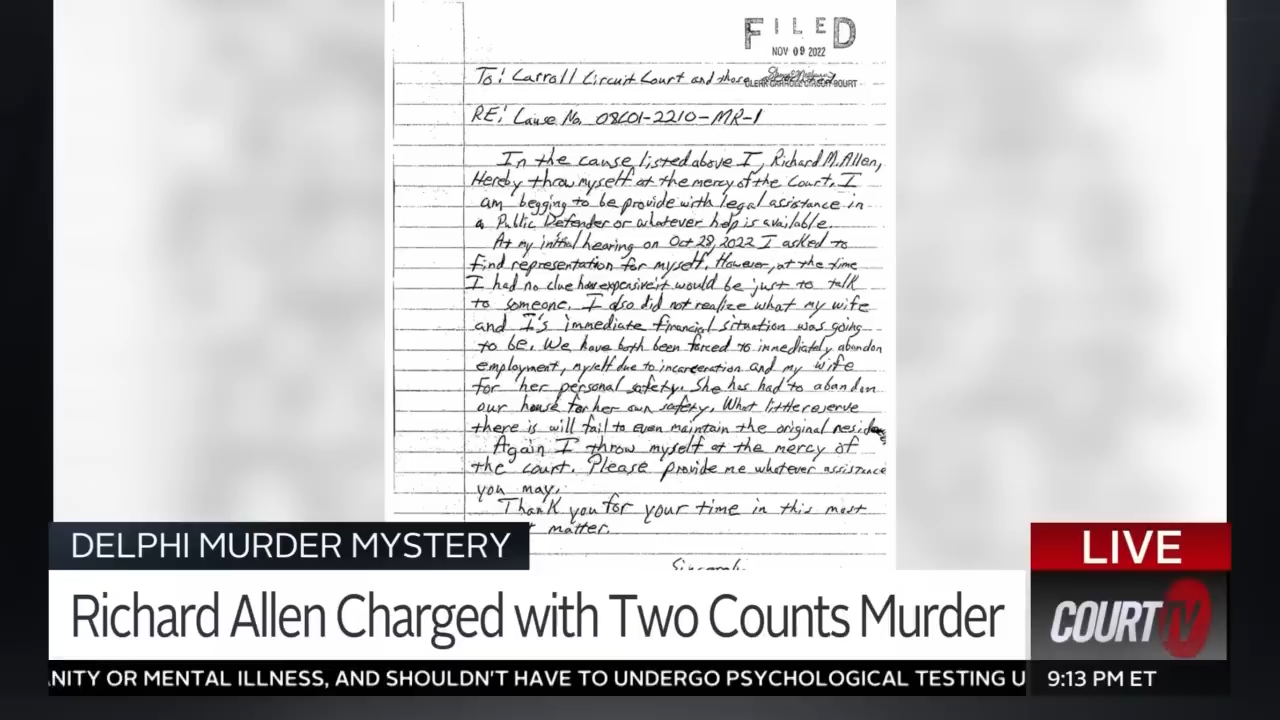 FILED
NOV 09 2022
CLERK CARROLL CIRCUIT COURT
To: Carroll Circuit Court and those
RE: Cause No. 08C01-2210-MR-1
In the cause listed above I, Richard M. Allen,
Hereby throw myself at the mercy of the Court. I
am begging to be provide with legal assistance in
a Public Defender or whatever help is available.
At my initial hearing on Oct 28, 2022 I asked to
find representation for myself. However, at the time
I had no clue how expensive it would be just to talk
to someone. I also did not realize what my wife
and I's immediate financial situation was going
to be. We have both been forced to immediately abandon
employment, myself due to incarceration and my wife
for her personal safety. She has had to abandon
our house for her own safety. What little reserve
there is will fail to even maintain the original
Again I throw myself at the mercy of
the court. Please provide me whatever assistance
you may.
Thank you for your time in this most
matter.
Sincerely
DELPHI MURDER MYSTERY
Richard Allen Charged with Two Counts Murder
LIVE
COURT TV
ANITY OR MENTAL ILLNESS, AND SHOULDN'T HAVE TO UNDERGO PSYCHOLOGICAL TESTING U
9:13 PM ET